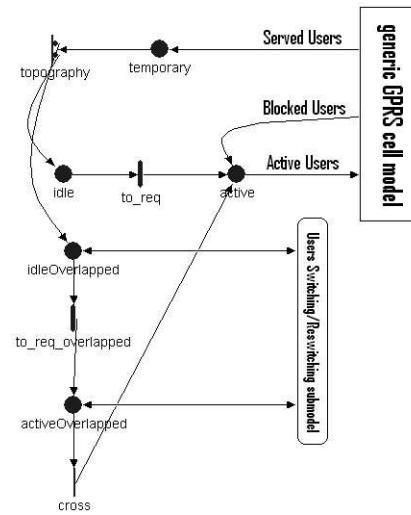 Served Users
topography
temporary
generic GPRS cell model
Blocked Users
Active Users
idle
to_req
active
idleOverlapped
Users Switching/Reswitching submodel
to_req_overlapped
activeOverlapped
cross